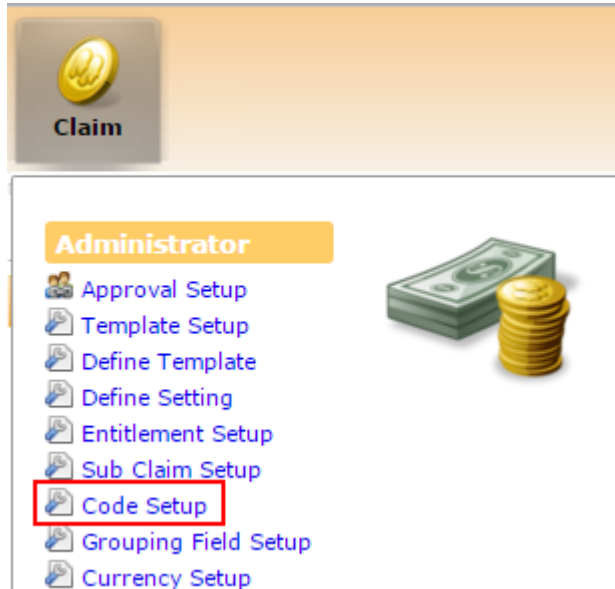 Claim
Administrator
Approval Setup
Template Setup
Define Template
Define Setting
Entitlement Setup
Sub Claim Setup
Code Setup
Grouping Field Setup
Currency Setup